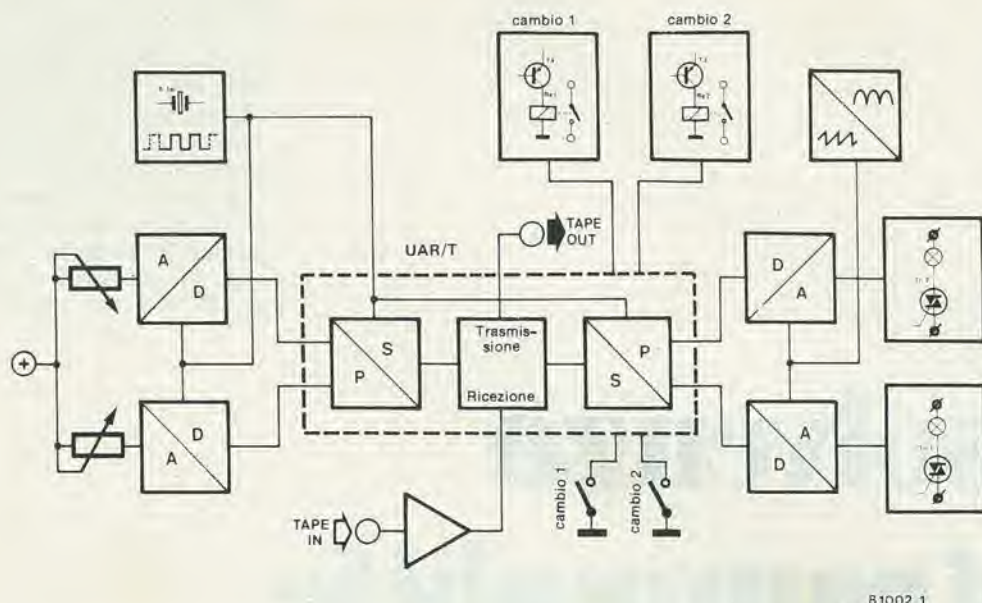 cambio 1
cambio 2
TAPE
OUT
UAR/T
A
D
D
A
S
P
Trasmis-
sione
Ricezione
P
S
D
A
A
D
+
TAPE
IN
cambio 1
cambio 2
81002 1